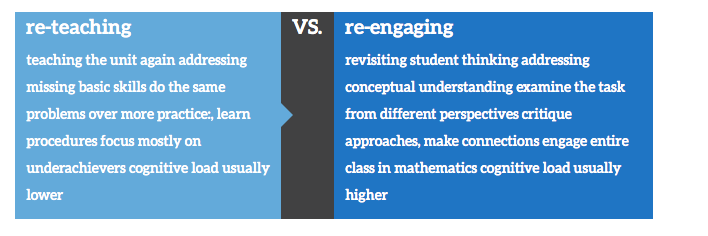 re-teaching
teaching the unit again addressing
missing basic skills do the same
problems over more practice:, learn
procedures focus mostly on
underachievers cognitive load usually
lower
VS.
re-engaging
revisiting student thinking addressing
conceptual understanding examine the task
from different perspectives critique
approaches, make connections engage entire
class in mathematics cognitive load usually
higher